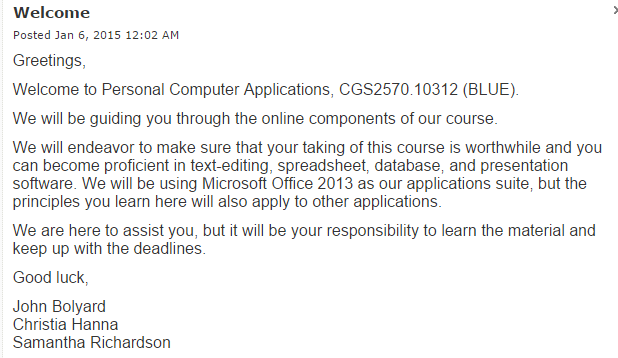 Welcome
Posted Jan 6, 2015 12:02 AM
Greetings,
Welcome to Personal Computer Applications, CGS2570.10312 (BLUE).
We will be guiding you through the online components of our course.
We will endeavor to make sure that your taking of this course is worthwhile and you
can become proficient in text-editing, spreadsheet, database, and presentation
software. We will be using Microsoft Office 2013 as our applications suite, but the
principles you learn here will also apply to other applications.
We are here to assist you, but it will be your responsibility to learn the material and
keep up with the deadlines.
Good luck,
John Bolyard
Christia Hanna
Samantha Richardson